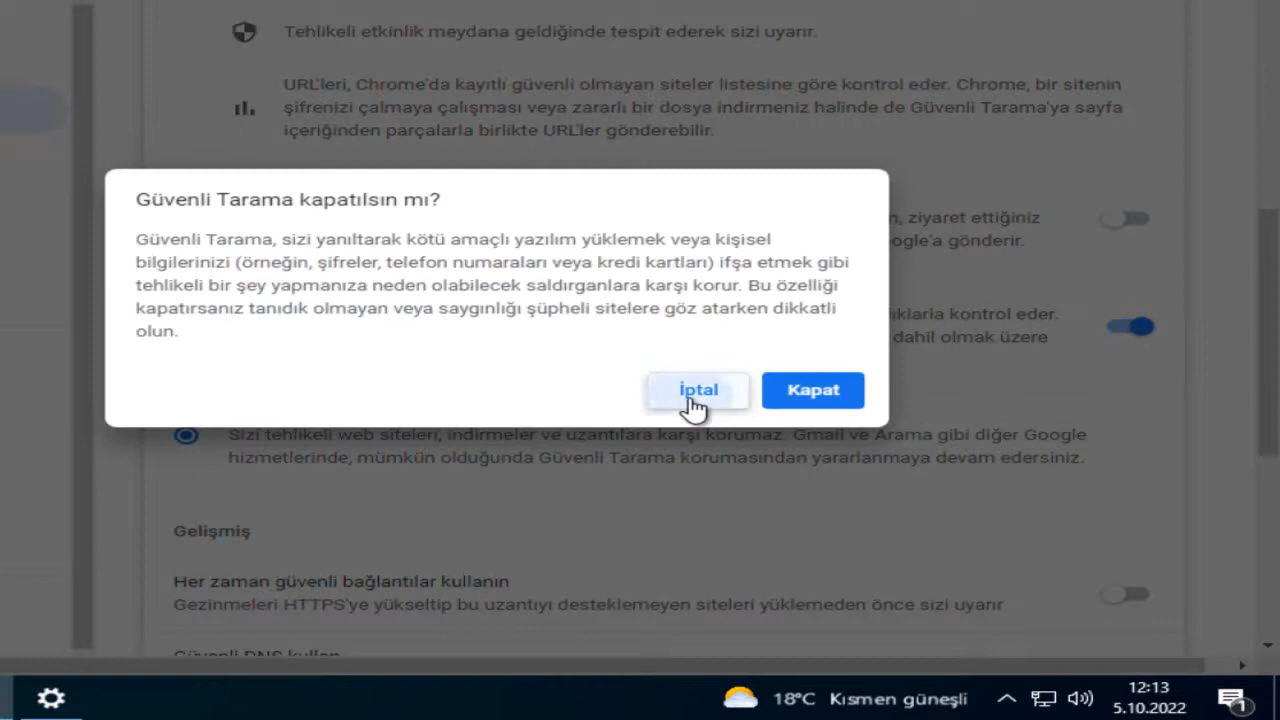 Tehlikeli etkinlik meydana geldiğinde tespit ederek sizi uyarır.
URL'leri, Chrome'da kayıtlı güvenli olmayan siteler listesine göre kontrol eder. Chrome, bir sitenin
şifrenizi çalmaya çalışması veya zararlı bir dosya indirmeniz halinde de Güvenli Tarama'ya sayfa
içeriğinden parçalarla birlikte URL'ler gönderebilir.
Güvenli Tarama kapatılsın mı?
Güvenli Tarama, sizi yanıltarak kötü amaçlı yazılım yüklemek veya kişisel
bilgilerinizi (örneğin, şifreler, telefon numaraları veya kredi kartları) ifşa etmek gibi
tehlikeli bir şey yapmanıza neden olabilecek saldırganlara karşı korur. Bu özelliği
kapatırsanız tanıdık olmayan veya saygınlığı şüpheli sitelere göz atarken dikkatli
olun.
İptal
Kapat
ziyaret ettiğiniz
gönderir.
kontrol eder.
dahil olmak üzere
Sizi tehlikeli web siteleri, indirmeler ve uzantılara karşı korumaz. Gmail ve Arama gibi diğer Google
hizmetlerinde, mümkün olduğunda Güvenli Tarama korumasından yararlanmaya devam edersiniz.
Gelişmiş
Her zaman güvenli bağlantılar kullanın
Gezinmeleri HTTPS'ye yükseltip bu uzantıyı desteklemeyen siteleri yüklemeden önce sizi uyarır
Güvenli DNS kullan
18°C Kısmen güneşli
12:13
5.10.2022
1